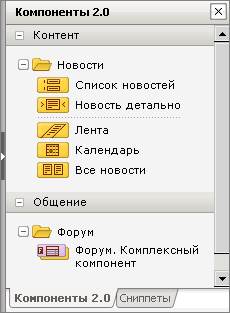 Компоненты 2.0
Контент
Новости
Список новостей
Новость детально
Лента
Календарь
Все новости
Общение
Форум
Форум. Комплексный
компонент
Компоненты 2.0 Сниппеты